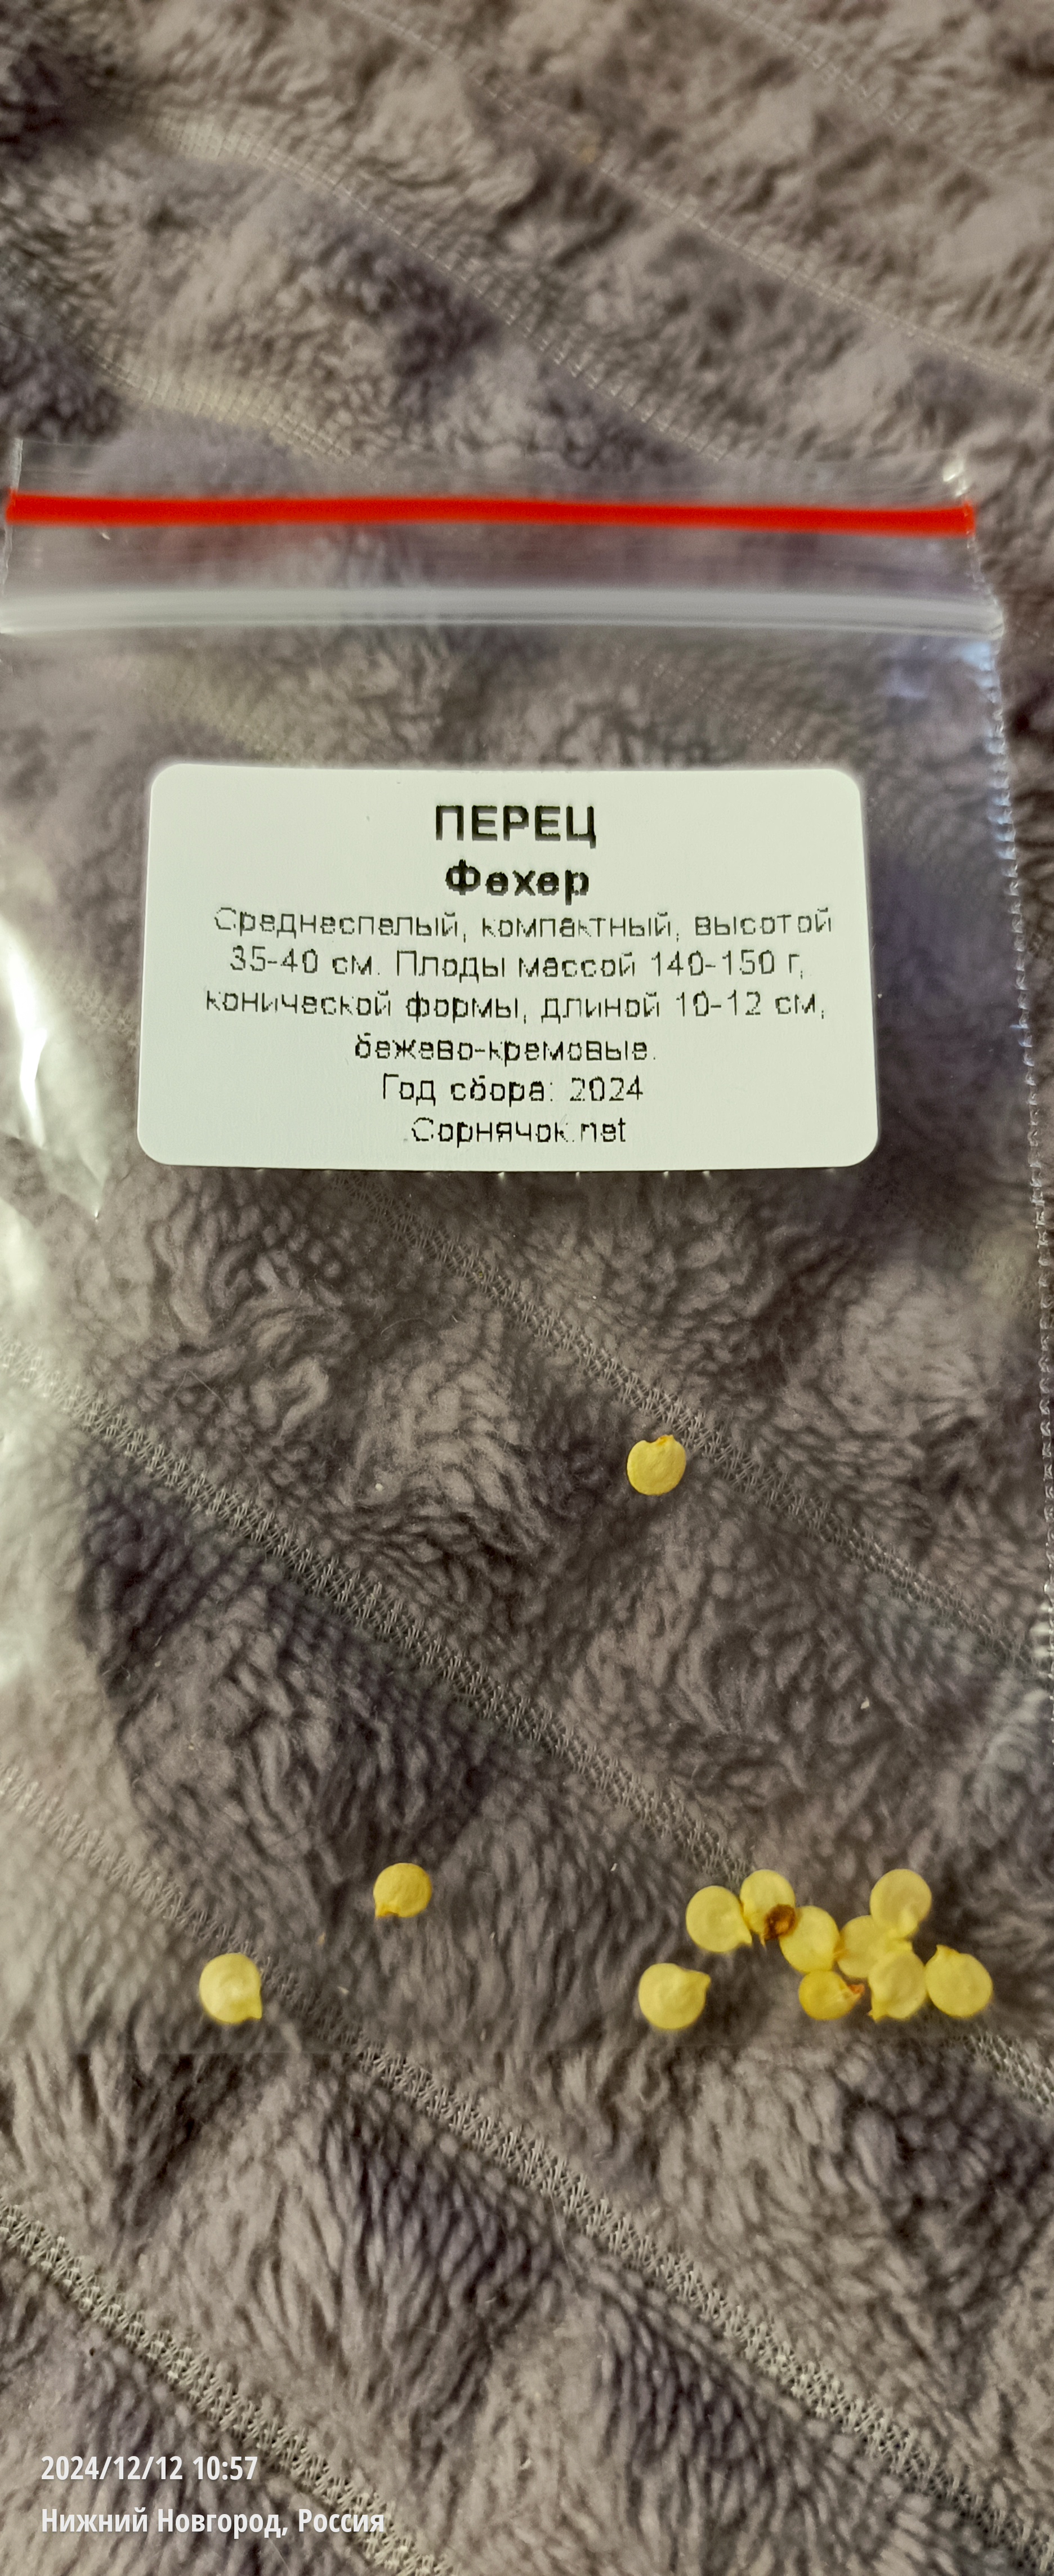 ПЕРЕЦ
Фехер
Среднеспелый, компактный, высотой
35-40 см. Плоды массой 140-150 г,
конической формы, длиной 10-12 см,
бежево-кремовые.
Год сбора: 2024
Сорнячок.net
2024/12/12 10:57
Нижний Новгород, Россия